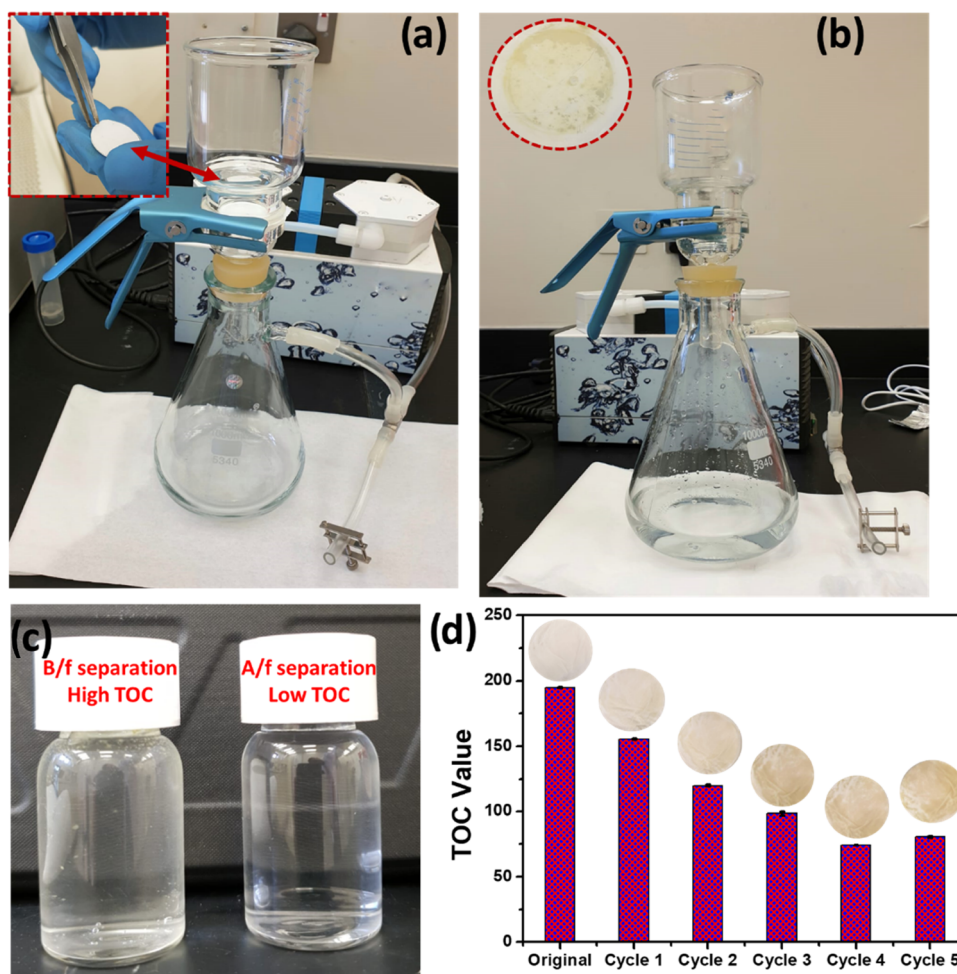 (a)
(b)
1000ml
5340
1000ml
5340
(c)
B/f separation
High TOC
A/f separation
Low TOC
(d)
250
200
150
100
50
0
TOC Value
Original Cycle 1 Cycle 2 Cycle 3 Cycle 4 Cycle 5